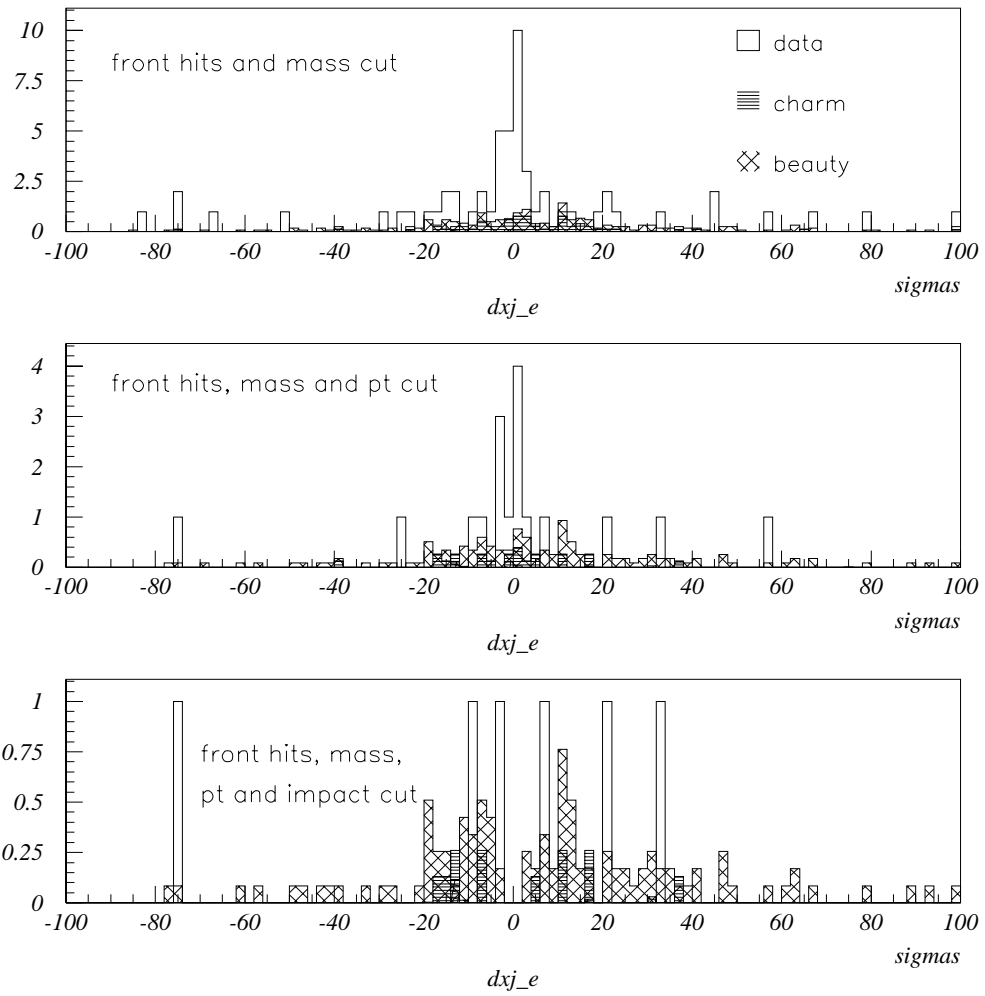 10
7.5
5
2.5
0
front hits and mass cut
data
charm
beauty
-100 -80 -60 -40 -20 0 20 40 60 80 100
sigmas
dxj_e
4
3
2
1
0
front hits, mass and pt cut
-100 -80 -60 -40 -20 0 20 40 60 80 100
sigmas
dxj_e
1
0.75
0.5
0.25
0
front hits, mass,
pt and impact cut
-100 -80 -60 -40 -20 0 20 40 60 80 100
sigmas
dxj_e